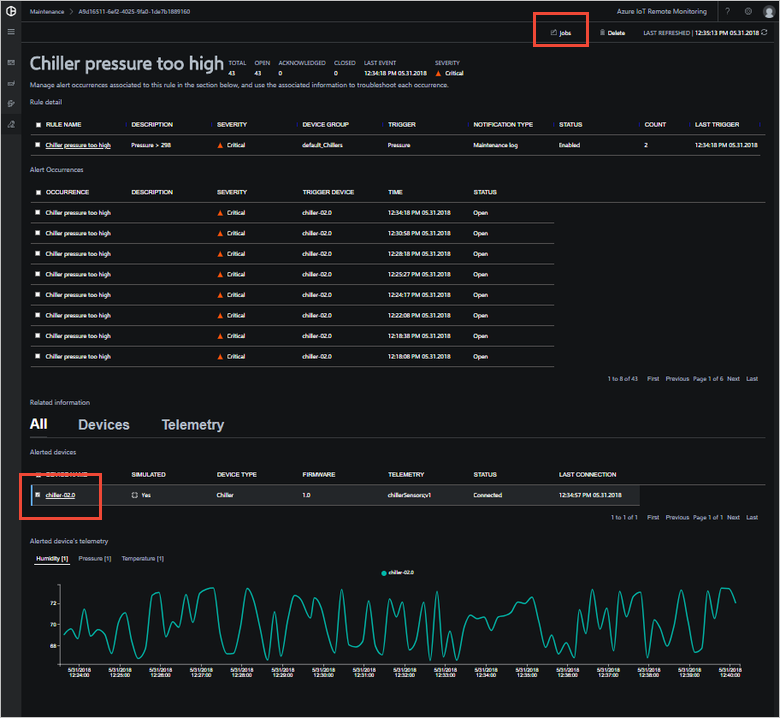 Maintenance > A9d16511-6ef2-4025-9fa0-1de7b1889160 Azure IoT Remote Monitoring ?
Jobs Delete LAST REFRESHED | 12:35:13 PM 05.31.2018
Chiller pressure too high TOTAL OPEN ACKNOWLEDGED CLOSED LAST EVENT SEVERITY
43 43 0 0 12:34:18 PM 05.31.2018 Critical
Manage alert occurrences associated to this rule in the section below, and use the associated information to troubleshoot each occurrence.
Rule detail
RULE NAME DESCRIPTION SEVERITY DEVICE GROUP TRIGGER NOTIFICATION TYPE STATUS COUNT LAST TRIGGER
Chiller pressure too high Pressure > 298 Critical default_Chillers Pressure Maintenance log Enabled 2 12:34:18 PM 05.31.2018
Alert Occurrences
OCCURRENCE DESCRIPTION SEVERITY TRIGGER DEVICE TIME STATUS
Chiller pressure too high Critical chiller-02.0 12:34:18 PM 05.31.2018 Open
Chiller pressure too high Critical chiller-02.0 12:30:58 PM 05.31.2018 Open
Chiller pressure too high Critical chiller-02.0 12:28:18 PM 05.31.2018 Open
Chiller pressure too high Critical chiller-02.0 12:25:27 PM 05.31.2018 Open
Chiller pressure too high Critical chiller-02.0 12:24:17 PM 05.31.2018 Open
Chiller pressure too high Critical chiller-02.0 12:22:08 PM 05.31.2018 Open
Chiller pressure too high Critical chiller-02.0 12:18:38 PM 05.31.2018 Open
Chiller pressure too high Critical chiller-02.0 12:18:08 PM 05.31.2018 Open
1 to 8 of 43 First Previous Page 1 of 6 Next Last
Related information
All Devices Telemetry
Alerted devices
DEVICE NAME SIMULATED DEVICE TYPE FIRMWARE TELEMETRY STATUS LAST CONNECTION
chiller-02.0 Yes Chiller 1.0 chillerSensor;v1 Connected 12:34:57 PM 05.31.2018
1 to 1 of 1 First Previous Page 1 of 1 Next Last
Alerted device's telemetry
Humidity [1] Pressure [1] Temperature [1]
chiller-02.0
72
70
68
5/31/2018 5/31/2018 5/31/2018 5/31/2018 5/31/2018 5/31/2018 5/31/2018 5/31/2018 5/31/2018 5/31/2018 5/31/2018 5/31/2018 5/31/2018 5/31/2018 5/31/2018 5/31/2018 5/31/2018
12:24:00 12:25:00 12:26:00 12:27:00 12:28:00 12:29:00 12:30:00 12:31:00 12:32:00 12:33:00 12:34:00 12:35:00 12:36:00 12:37:00 12:38:00 12:39:00 12:40:00